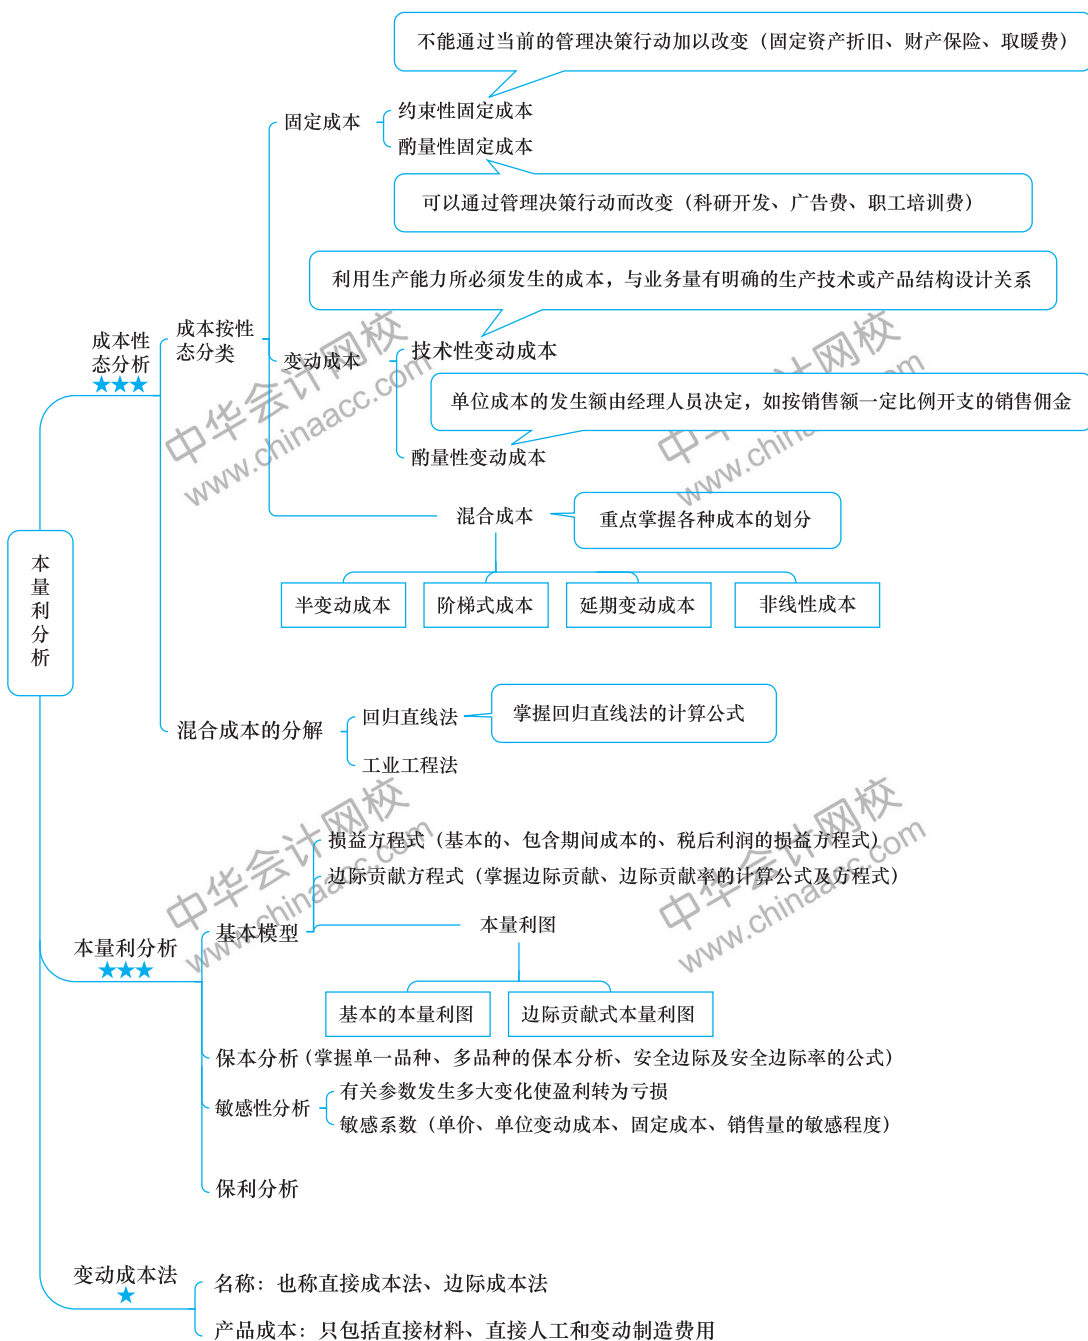 不能通过当前的管理决策行动加以改变（固定资产折旧、财产保险、取暖费）
约束性固定成本
固定成本
酌量性固定成本
可以通过管理决策行动而改变（科研开发、广告费、职工培训费）
利用生产能力所必须发生的成本，与业务量有明确的生产技术或产品结构设计关系
成本性
态分析
★★★
成本按性
态分类
变动成本
技术性变动成本
单位成本的发生额由经理人员决定，如按销售额一定比例开支的销售佣金
酌量性变动成本
中华会计网校
www.chinaacc.com
中华会计网校
www.chinaacc.com
混合成本
重点掌握各种成本的划分
半变动成本
阶梯式成本
延期变动成本
非线性成本
本
量
利
分
析
混合成本的分解
回归直线法
掌握回归直线法的计算公式
工业工程法
损益方程式（基本的、包含期间成本的、税后利润的损益方程式）
边际贡献方程式（掌握边际贡献、边际贡献率的计算公式及方程式）
基本模型
本量利图
本量利分析
★★★
中华会计网校
www.chinaacc.com
中华会计网校
www.chinaacc.com
基本的本量利图
边际贡献式本量利图
保本分析（掌握单一品种、多品种的保本分析、安全边际及安全边际率的公式）
有关参数发生多大变化使盈利转为亏损
敏感性分析
敏感系数（单价、单位变动成本、固定成本、销售量的敏感程度）
保利分析
变动成本法
★
名称：也称直接成本法、边际成本法
产品成本：只包括直接材料、直接人工和变动制造费用